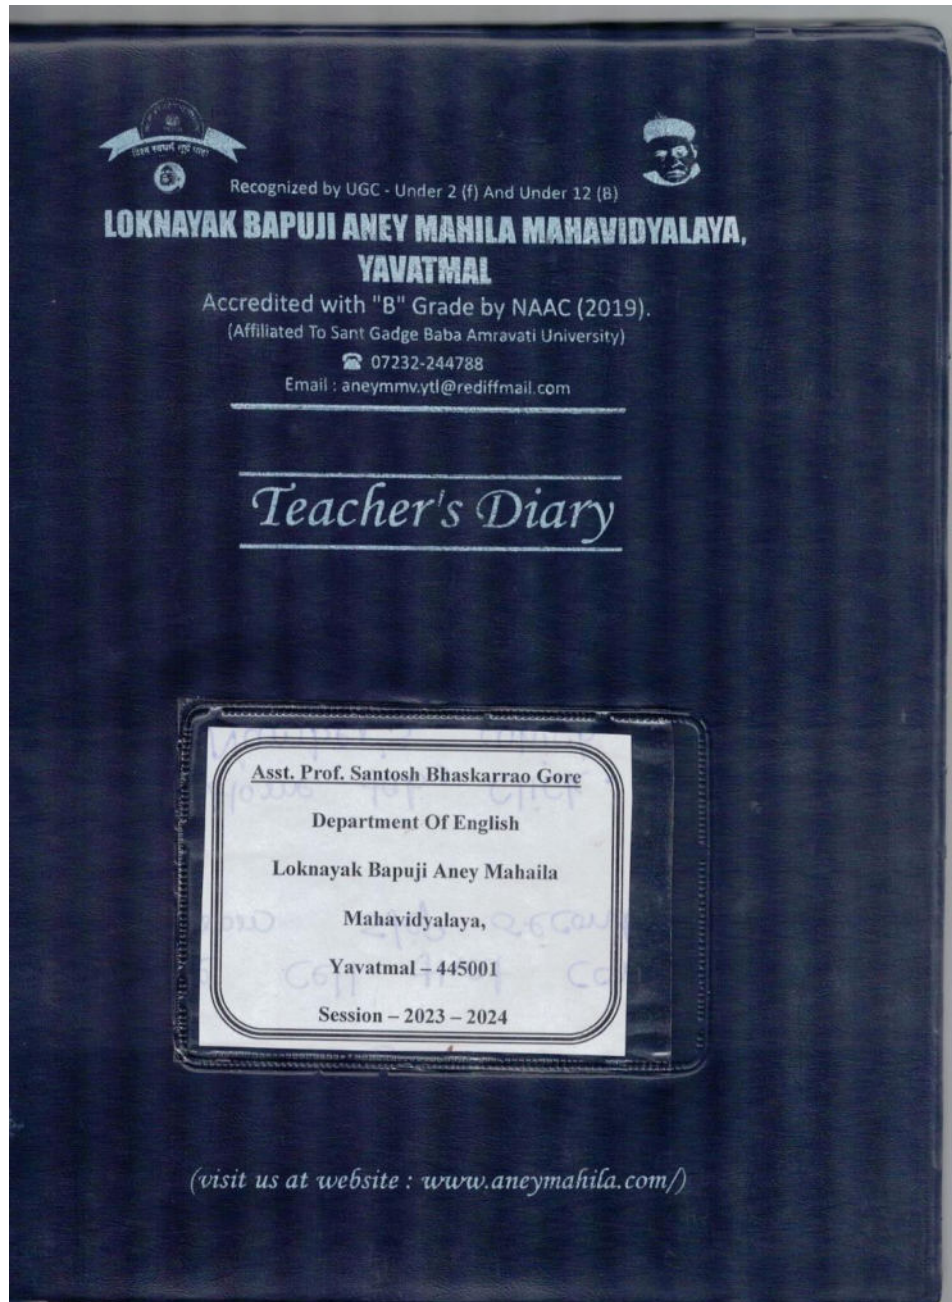 Recognized by UGC - Under 2 (f) And Under 12 (B)
LOKNAYAK BAPUJI ANEY MAHILA MAHAVIDYALAYA,
YAVATMAL
Accredited with "B" Grade by NAAC (2019).
(Affiliated To Sant Gadge Baba Amravati University)
☎ 07232-244788
Email : aneymmv.ytl@rediffmail.com
Teacher's Diary
Asst. Prof. Santosh Bhaskarrao Gore
Department Of English
Loknayak Bapuji Aney Mahaila
Mahavidyalaya,
Yavatmal – 445001
Session – 2023 – 2024
(visit us at website : www.aneymahila.com/)